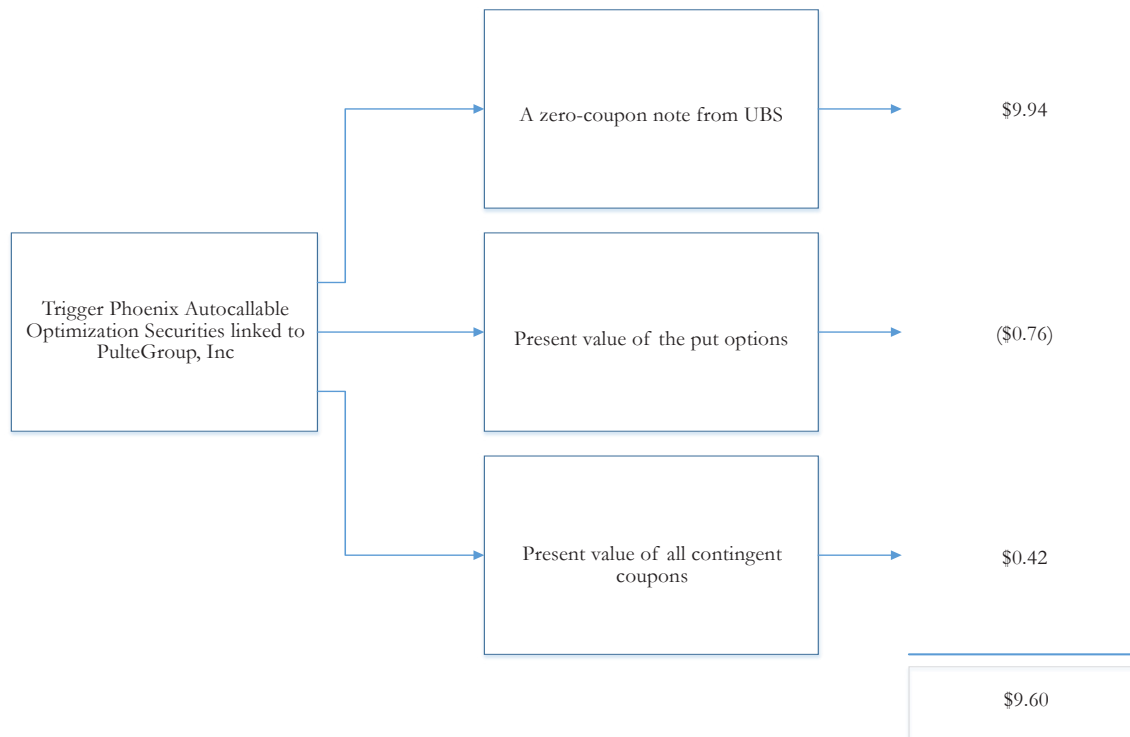 A zero-coupon note from UBS
$9.94
Trigger Phoenix Autocallable
Optimization Securities linked to
PulteGroup, Inc
Present value of the put options
($0.76)
Present value of all contingent
coupons
$0.42
$9.60